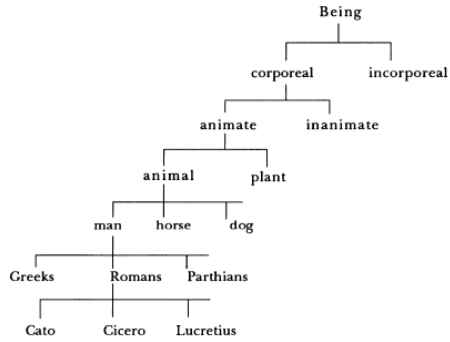 Being
corporeal incorporeal
animate inanimate
animal plant
man horse dog
Greeks Romans Parthians
Cato Cicero Lucretius